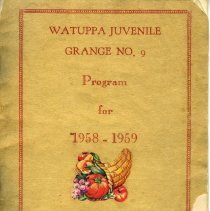 WATUPPA JUVENILE
GRANGE NO. 9
Program
for
1958 - 1959